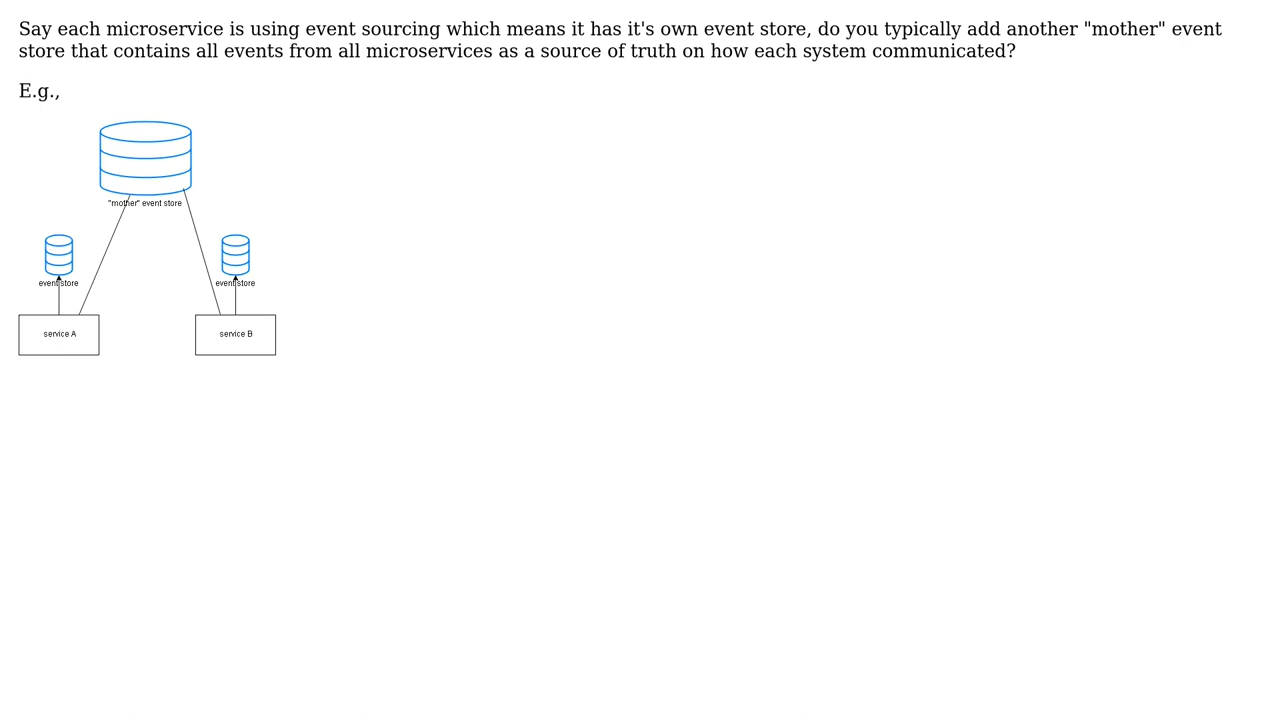 Say each microservice is using event sourcing which means it has it's own event store, do you typically add another "mother" event
store that contains all events from all microservices as a source of truth on how each system communicated?
E.g.,
"mother" event store
event store
event store
service A
service B